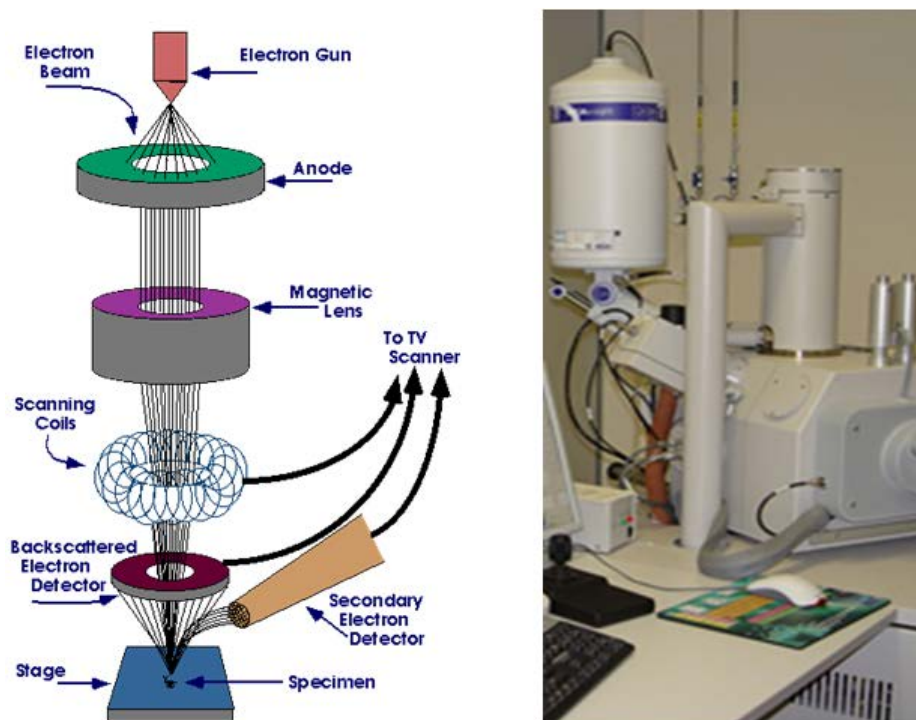 Electron
Beam
Electron Gun
Anode
Magnetic
Lens
To TV
Scanner
Scanning
Coils
Backscattered
Electron
Detector
Secondary
Electron
Detector
Stage
Specimen